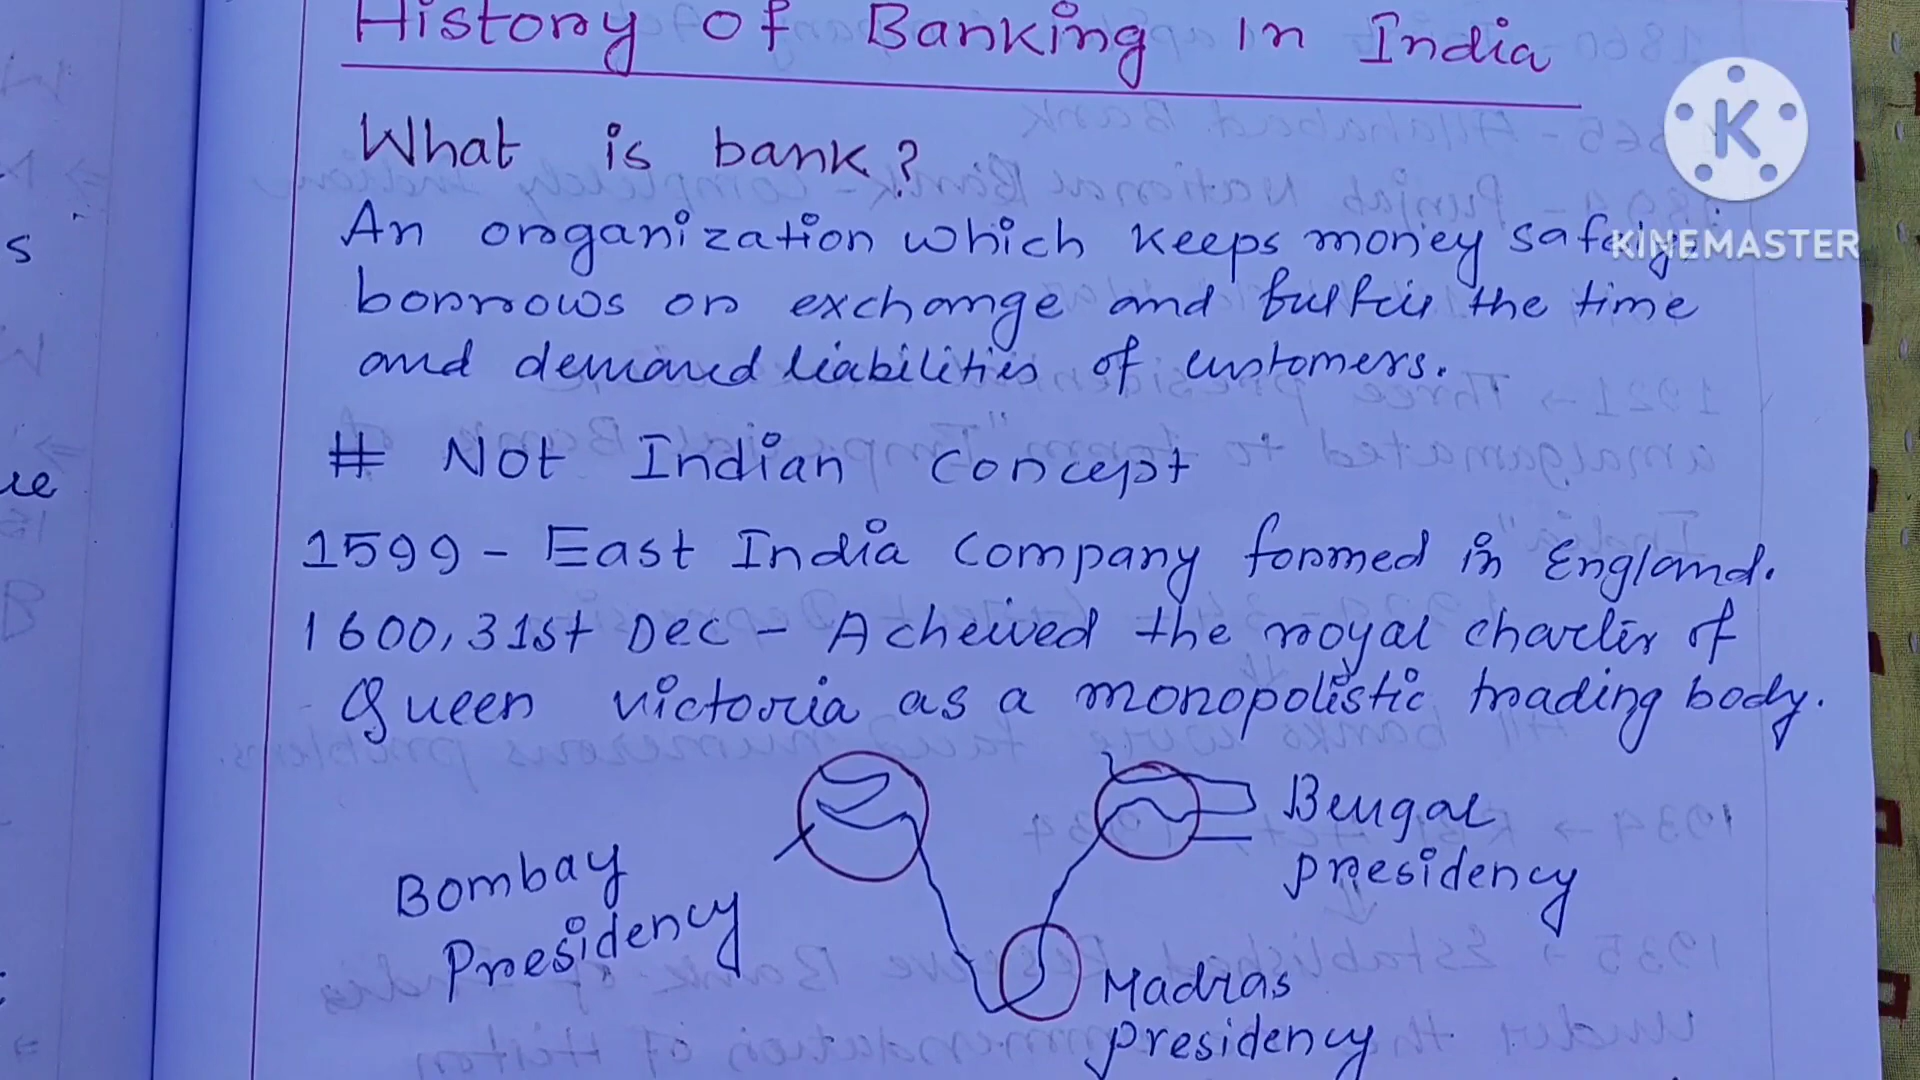 History of Banking in India
What is bank?
An organization which keeps money safely,
borrows or exchange and fulfil the time
and demand liabilities of customers.
# Not Indian Concept
1599 - East India Company formed in England.
1600, 31st Dec - Acheived the royal charter of
Queen victoria as a monopolistic trading body.
Bengal
presidency
Bombay
Presidency
Madras
presidency
K
KINEMASTER
s